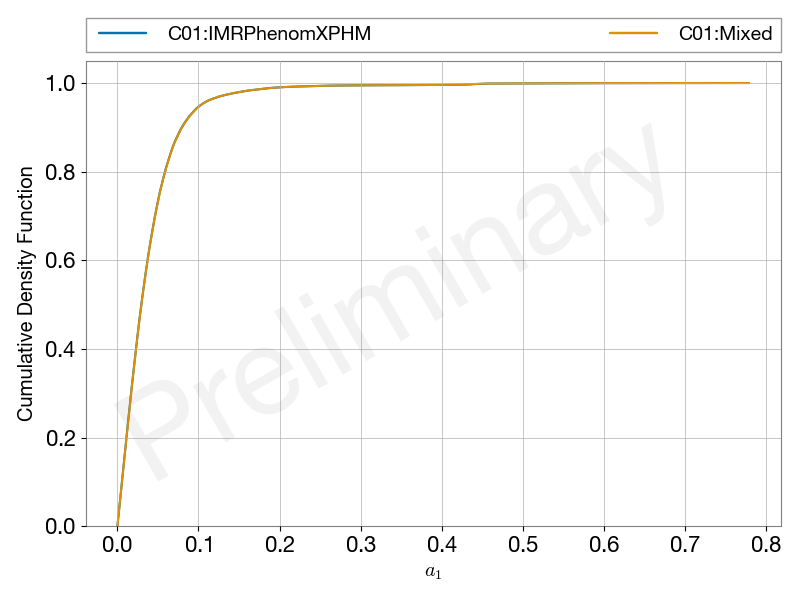 C01:IMRPhenomXPHM C01:Mixed
1.0
0.8
0.6
0.4
0.2
0.0
Cumulative Density Function
Preliminary
0.0 0.1 0.2 0.3 0.4 0.5 0.6 0.7 0.8
a₁